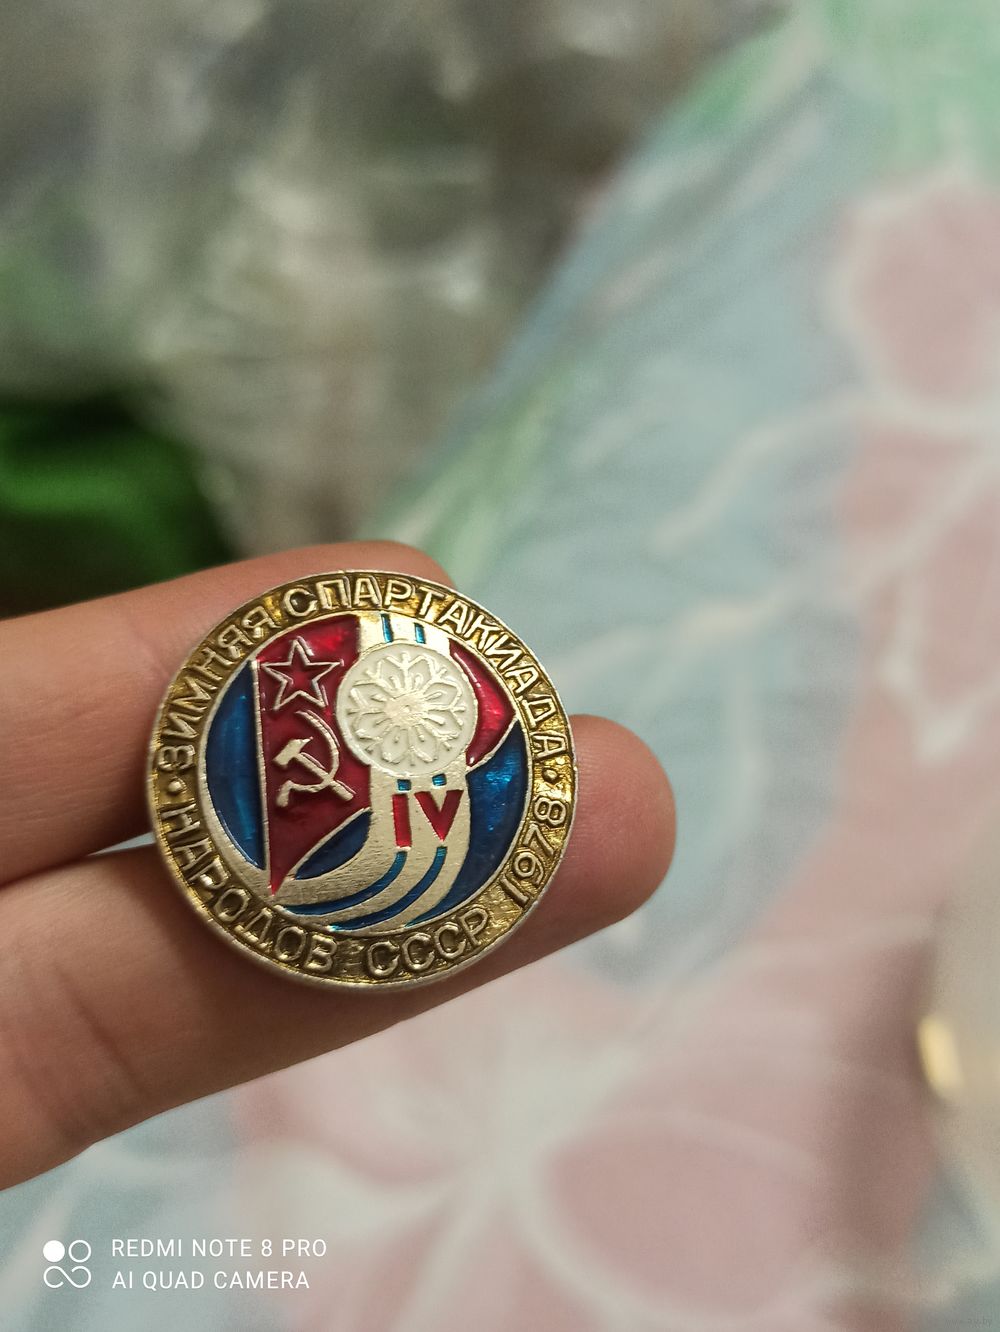 ЗИМНЯЯ СПАРТАКИАДА
· НАРОДОВ СССР 1978 ·
IV
REDMI NOTE 8 PRO
AI QUAD CAMERA